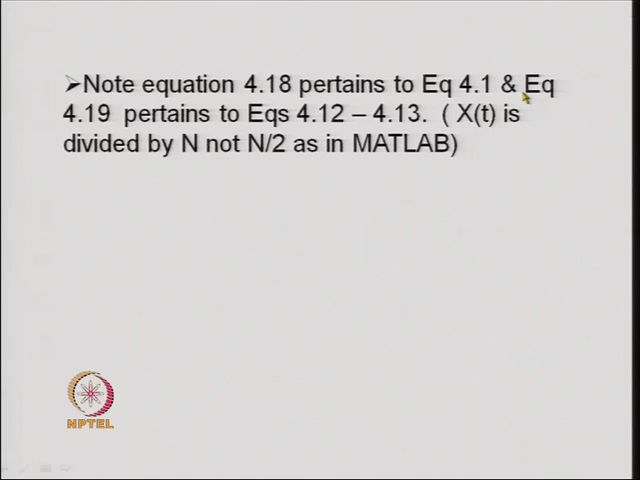 ➢Note equation 4.18 pertains to Eq 4.1 & Eq
4.19 pertains to Eqs 4.12 – 4.13. ( X(t) is
divided by N not N/2 as in MATLAB)
NPTEL